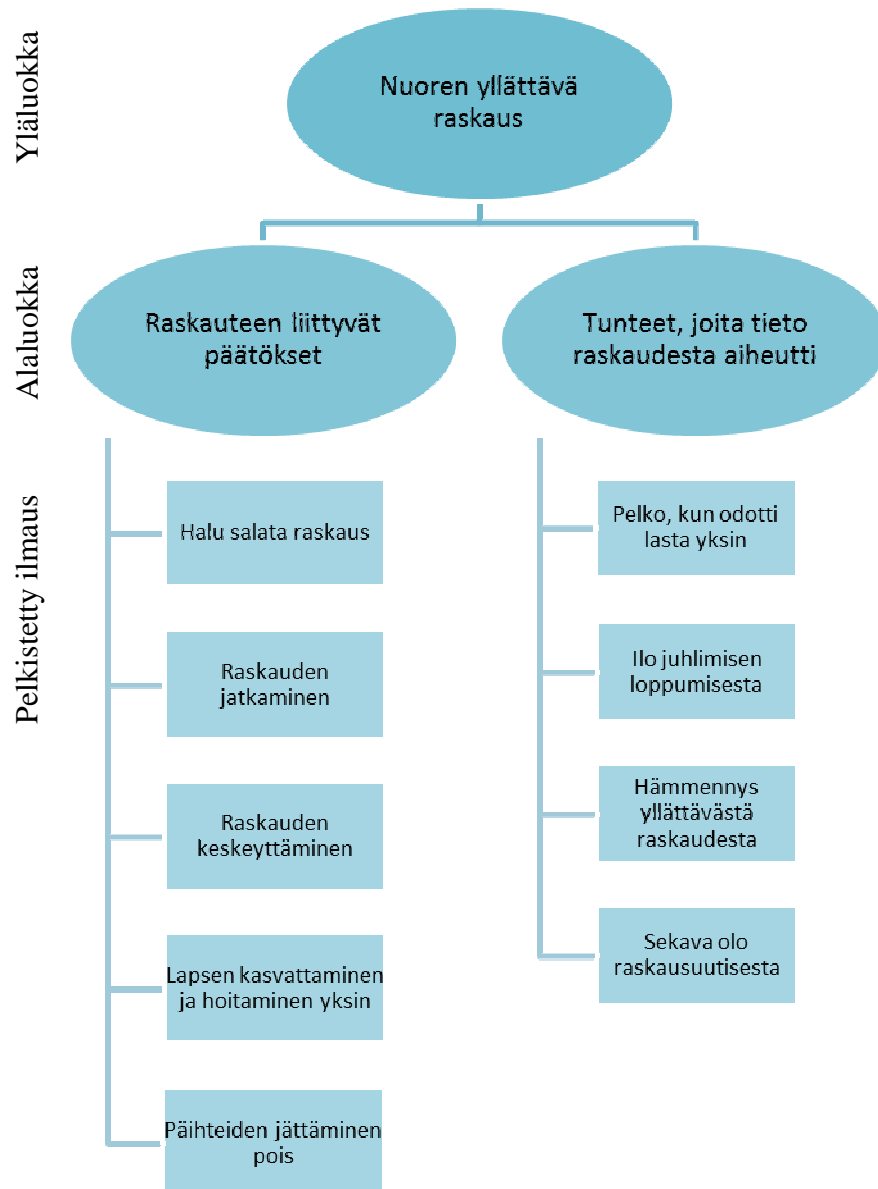 Yläluokka
Nuoren yllättävä
raskaus
Alaluokka
Raskauteen liittyvät
päätökset
Tunteet, joita tieto
raskaudesta aiheutti
Pelkistetty ilmaus
Halu salata raskaus
Raskauden
jatkaminen
Raskauden
keskeyttäminen
Lapsen kasvattaminen
ja hoitaminen yksin
Päihteiden jättäminen
pois
Pelko, kun odotti
lasta yksin
Ilo juhlimisen
loppumisesta
Hämmennys
yllättävästä
raskaudesta
Sekava olo
raskausuutisesta